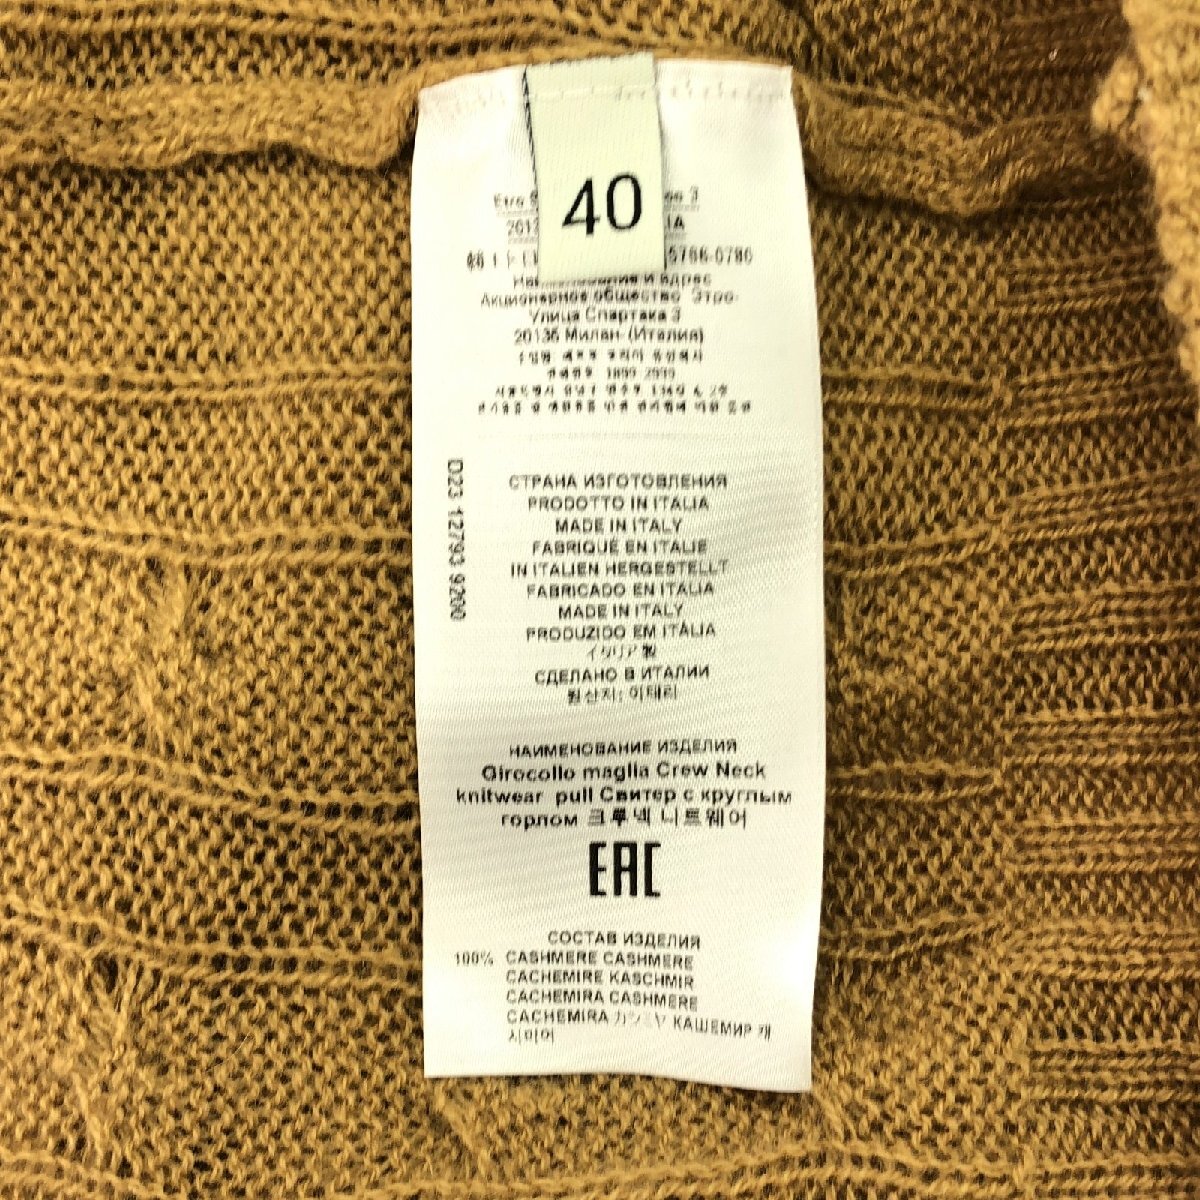 40
Etro
5766-0786
Наименование и адрес
Акционерное общество Этро-
Улица Спартака 3
20135 Милан- (Италия)
D23 12793 9200
СТРАНА ИЗГОТОВЛЕНИЯ
PRODOTTO IN ITALIA
MADE IN ITALY
FABRIQUÉ EN ITALIE
IN ITALIEN HERGESTELLT
FABRICADO EN ITALIA
MADE IN ITALY
PRODUZIDO EM ITÀLIA
イタリア製
СДЕЛАНО В ИТАЛИИ
원산지: 이태리
НАИМЕНОВАНИЕ ИЗДЕЛИЯ
Girocollo maglia Crew Neck
knitwear pull Свитер с круглым
горлом 크루넥 니트웨어
EAC
СОСТАВ ИЗДЕЛИЯ
100% CASHMERE CASHMERE
CACHEMIRE KASCHMIR
CACHEMIRA CASHMERE
CACHEMIRA カシミヤ КАШЕМИР 캐
시미어